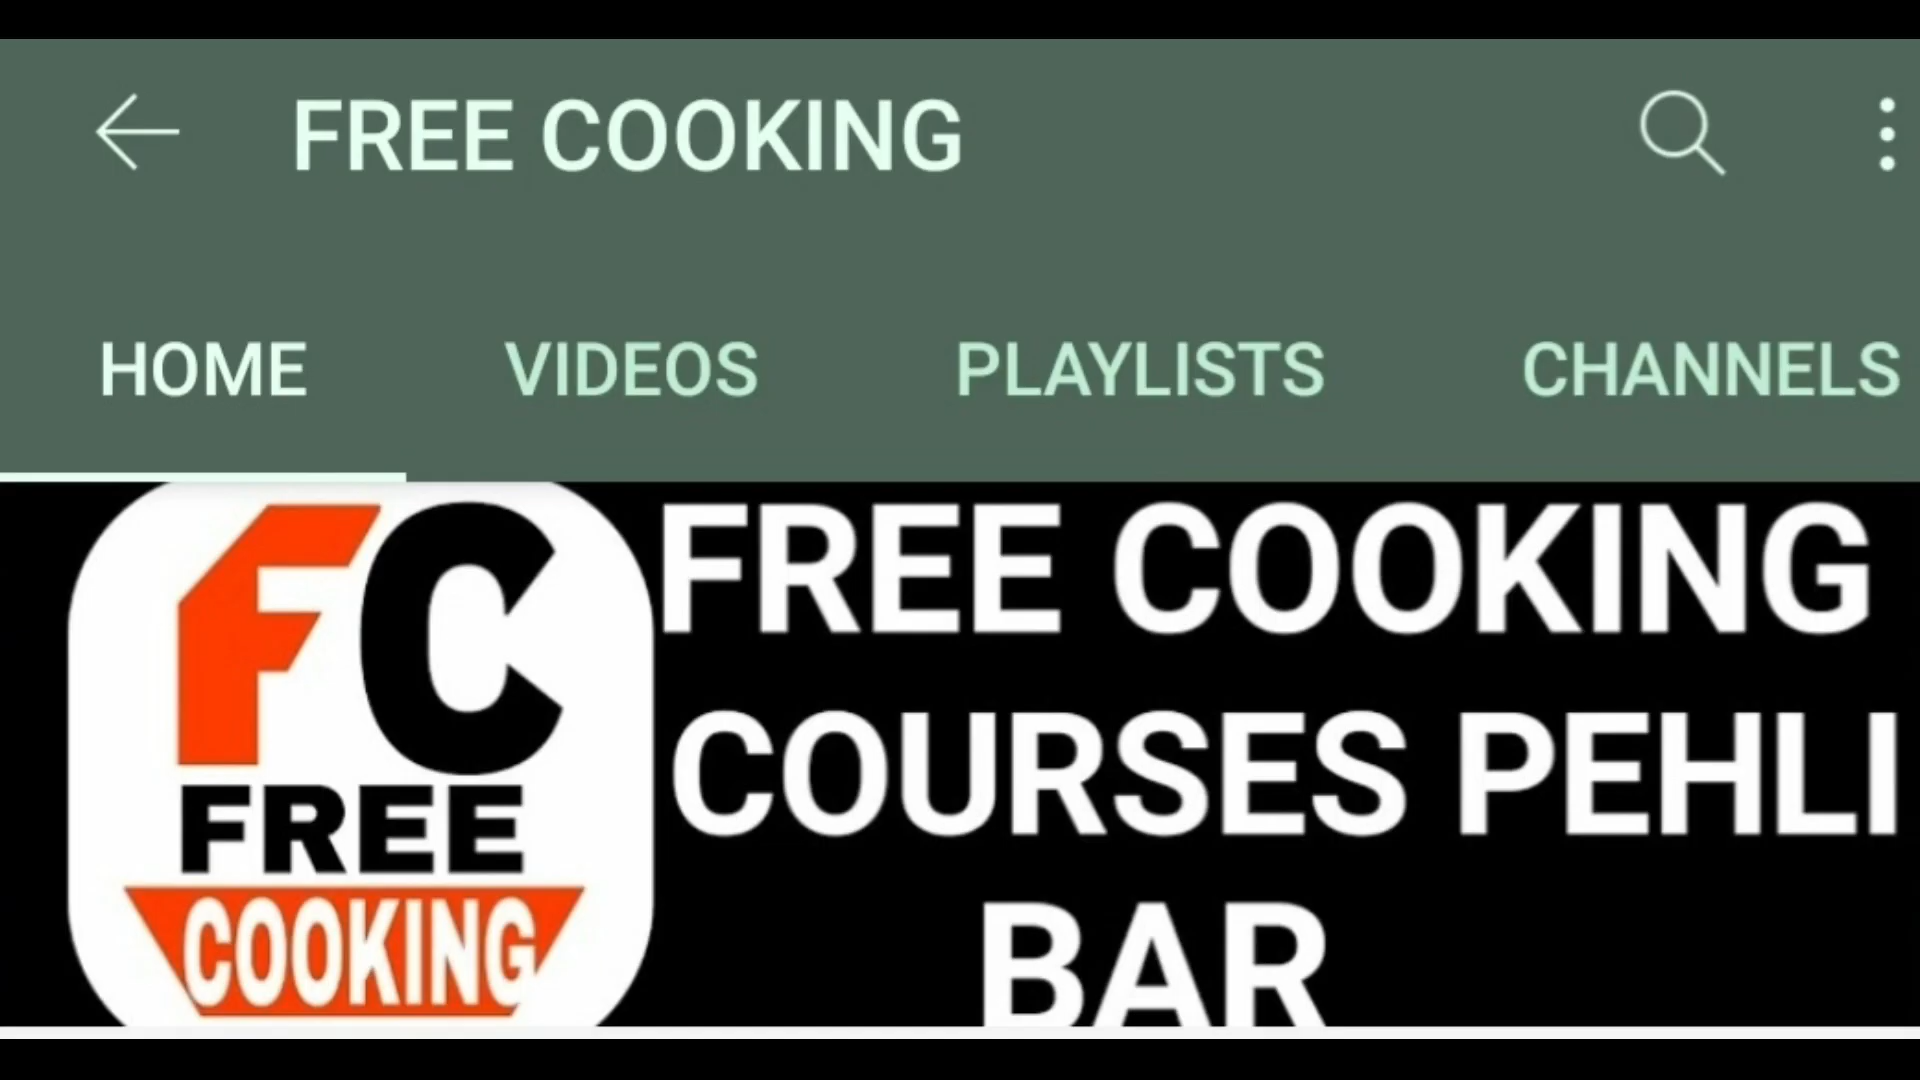 FREE COOKING
HOME VIDEOS PLAYLISTS CHANNELS
FC
FREE
COOKING
FREE COOKING
COURSES PEHLI
BAR